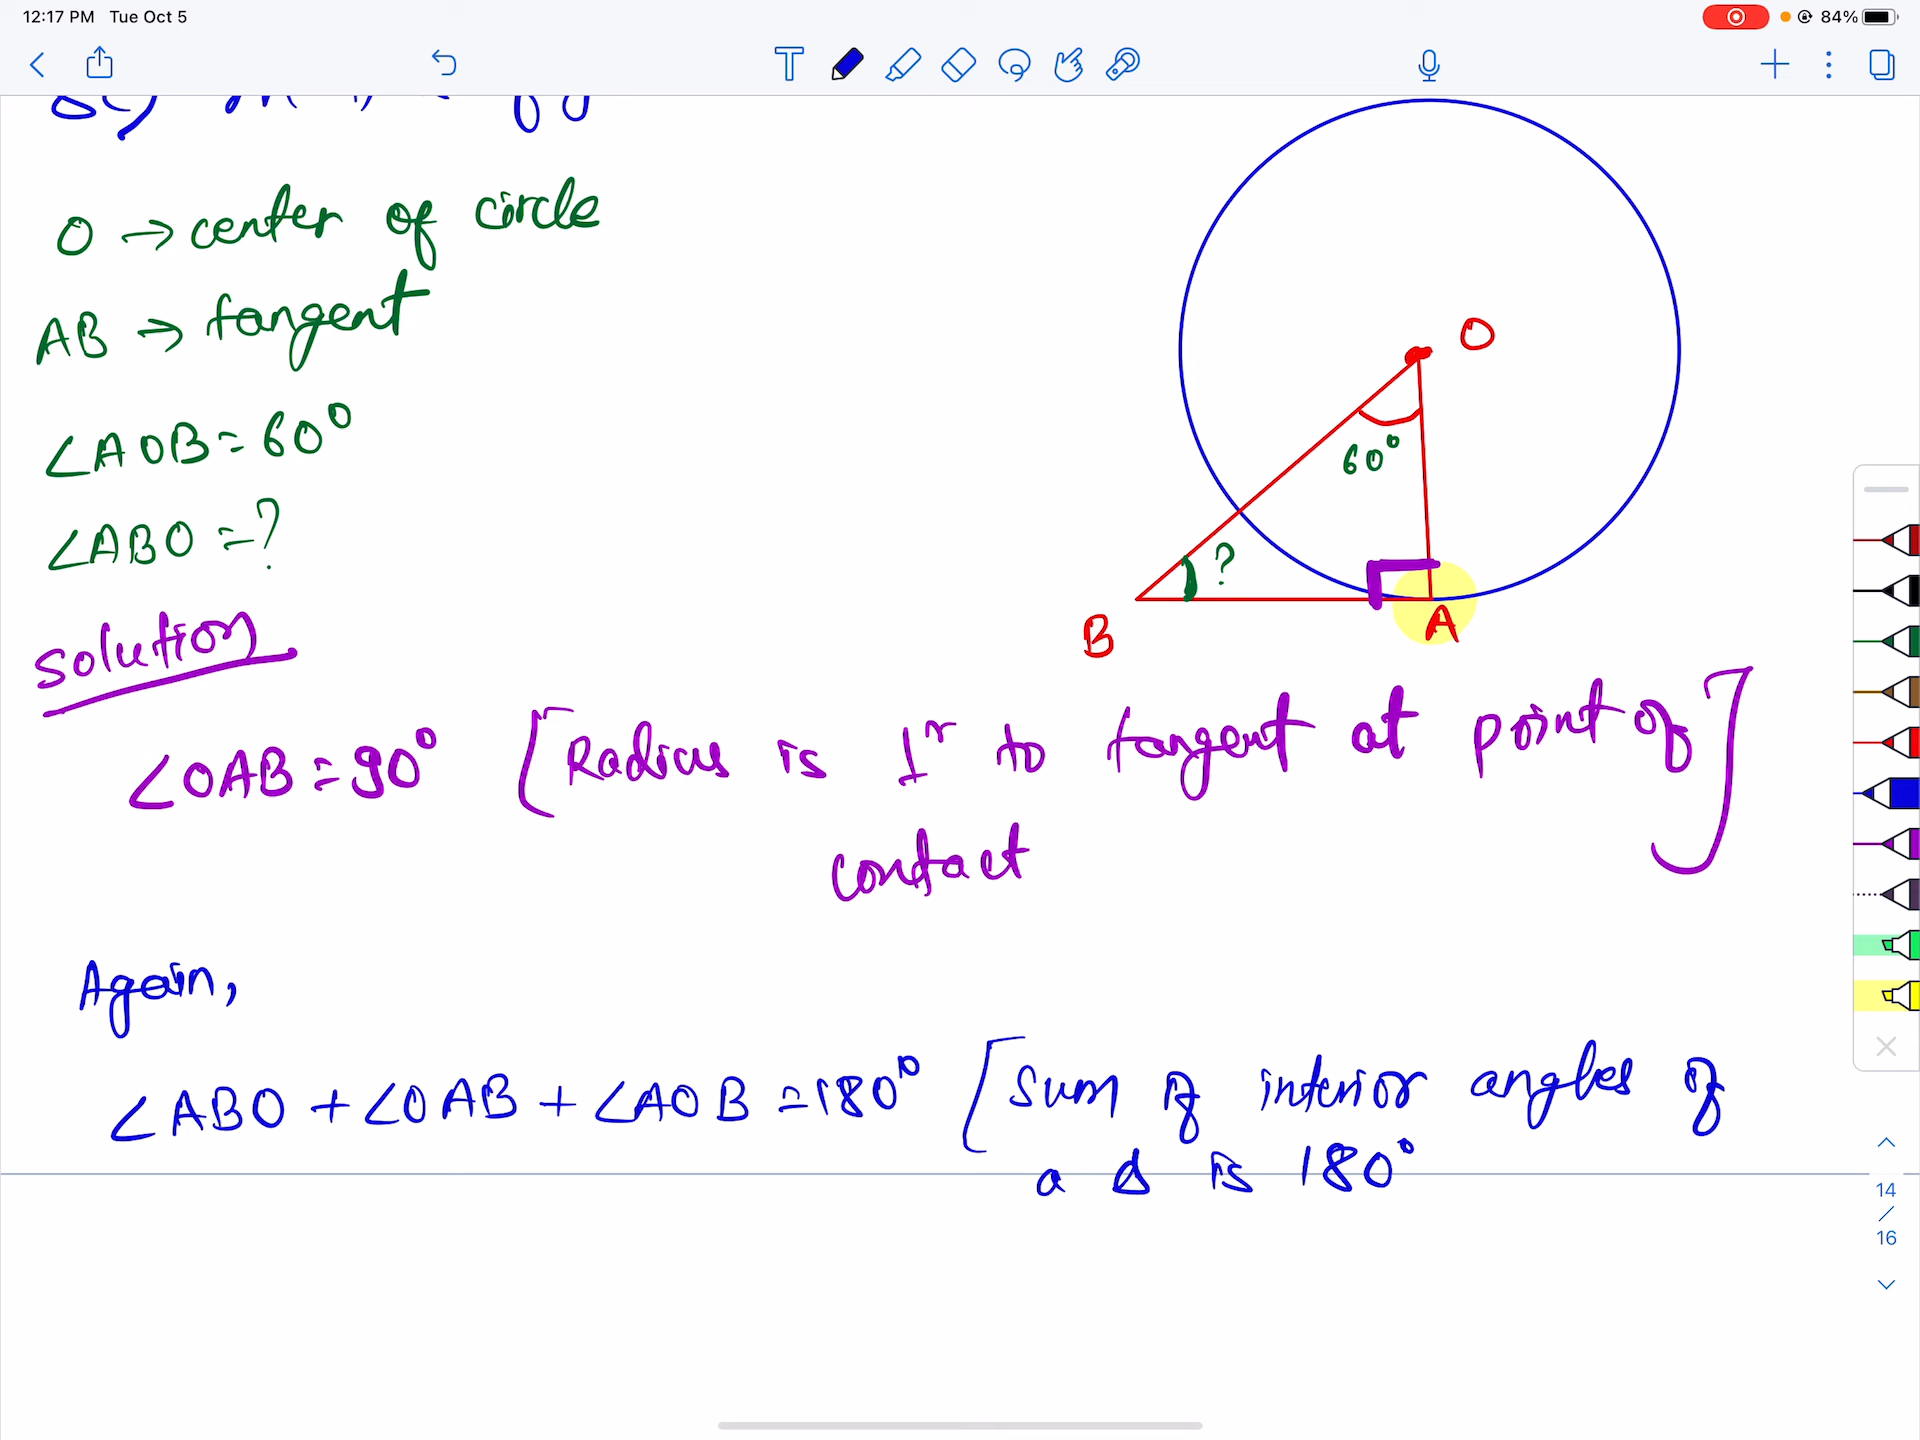 12:17 PM Tue Oct 5
84%
O → center of circle
AB → tangent
∠AOB = 60°
∠ABO = ?
solution
O
60°
?
B
A
∠OAB = 90° [Radius is ⊥r to tangent at point of
contact]
Again,
∠ABO + ∠OAB + ∠AOB = 180° [Sum of interior angles of
a Δ is 180°
14
/
16